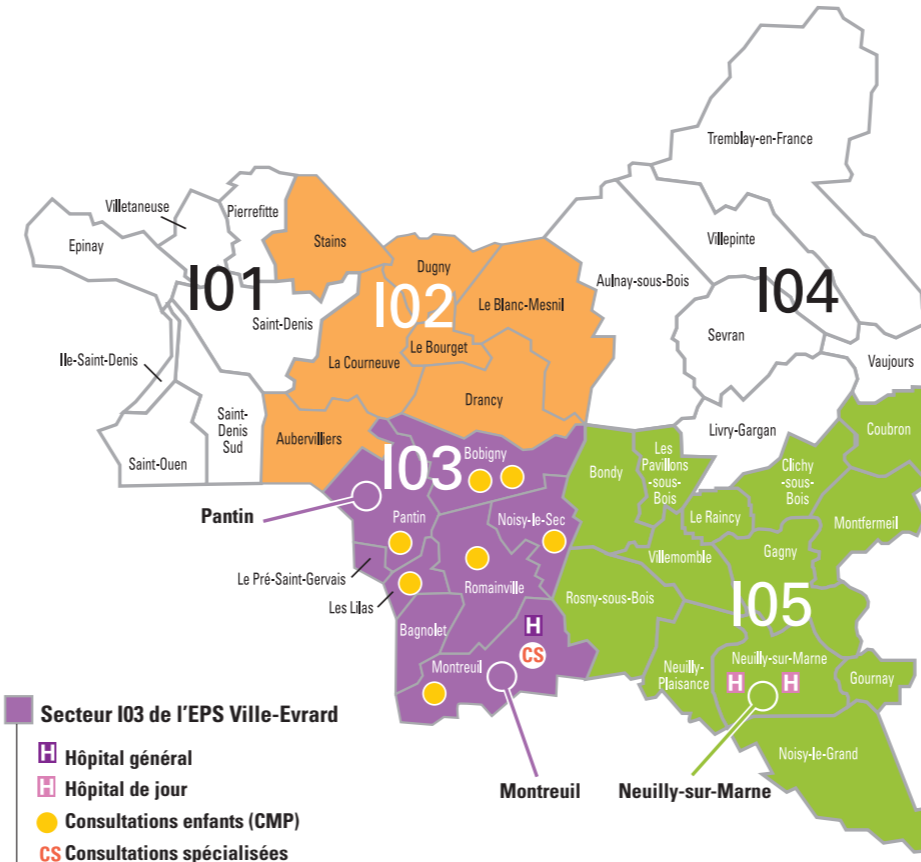 Tremblay-en-France
Villetaneuse
Pierrefitte
Epinay
Stains
Villepinte
Dugny
Aulnay-sous-Bois
I01
I02
I04
Le Blanc-Mesnil
Saint-Denis
Sevran
Le Bourget
Ile-Saint-Denis
La Courneuve
Vaujours
Drancy
Saint-
Denis
Sud
Livry-Gargan
Coubron
Aubervilliers
Saint-Ouen
I03
Bobigny
Bondy
Les
Pavillons
-sous-
Bois
Clichy
-sous-
Bois
Pantin
Pantin
Noisy-le-Sec
Le Raincy
Montfermeil
Villemomble
Gagny
Le Pré-Saint-Gervais
Romainville
Rosny-sous-Bois
Les Lilas
I05
Bagnolet
H
CS
Montreuil
Neuilly-
Plaisance
Neuilly-sur-Marne
H H
Gournay
Noisy-le-Grand
Montreuil
Neuilly-sur-Marne
Secteur I03 de l'EPS Ville-Evrard
H Hôpital général
H Hôpital de jour
Consultations enfants (CMP)
CS Consultations spécialisées